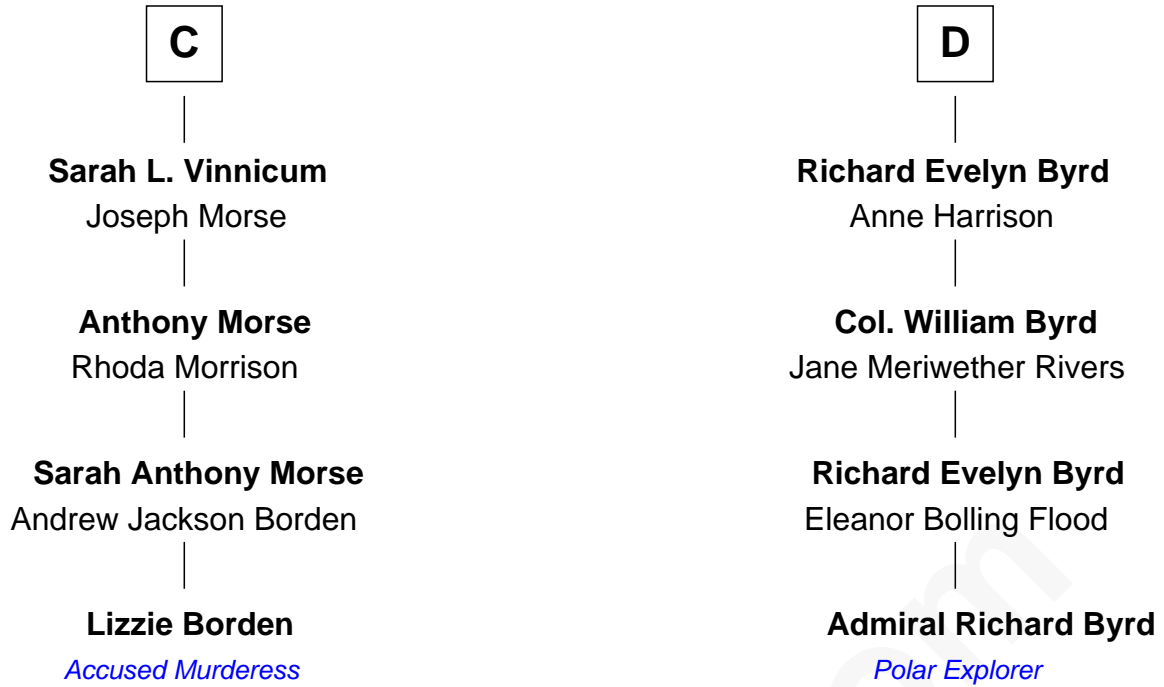 C
Sarah L. Vinnicum
Joseph Morse
Anthony Morse
Rhoda Morrison
Sarah Anthony Morse
Andrew Jackson Borden
Lizzie Borden
Accused Murderess
D
Richard Evelyn Byrd
Anne Harrison
Col. William Byrd
Jane Meriwether Rivers
Richard Evelyn Byrd
Eleanor Bolling Flood
Admiral Richard Byrd
Polar Explorer